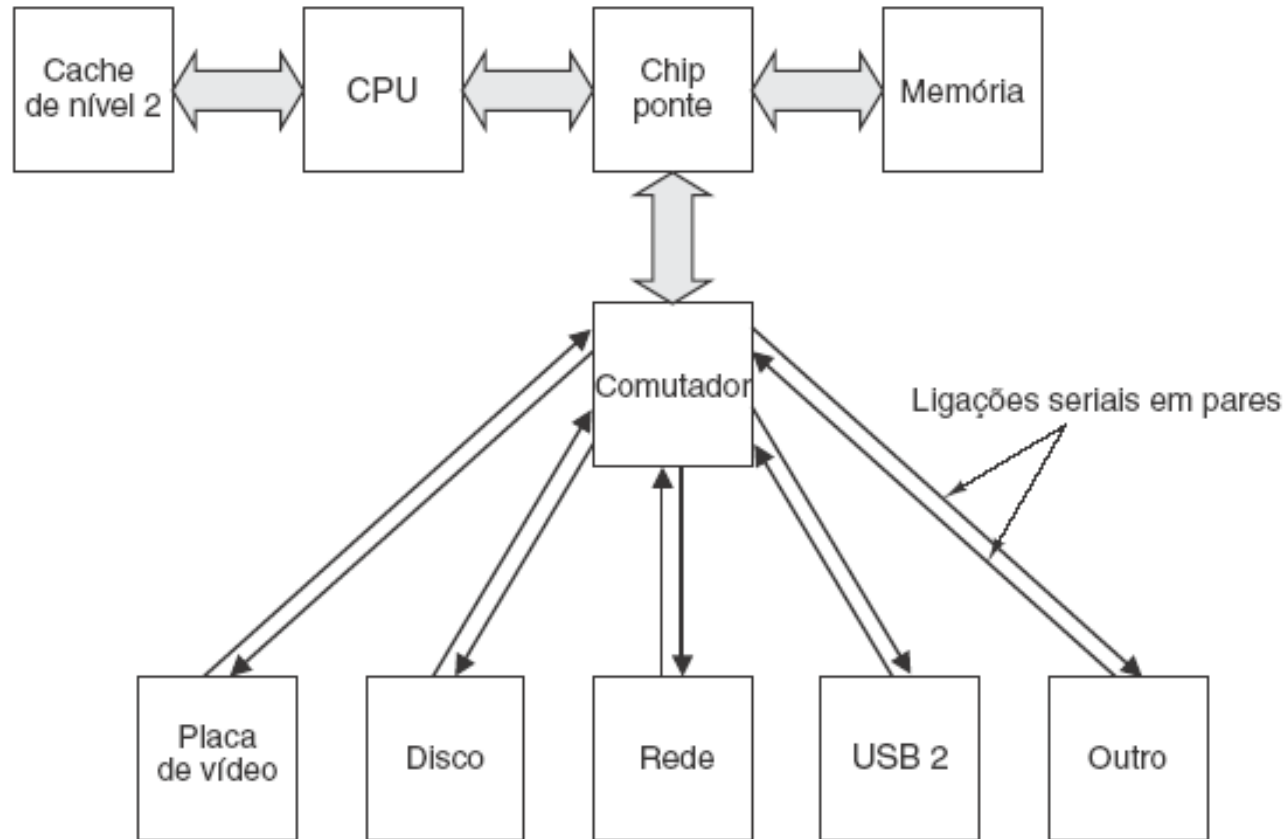 Cache
de nível 2
CPU
Chip
ponte
Memória
Comutador
Ligações seriais em pares
Placa
de vídeo
Disco
Rede
USB 2
Outro